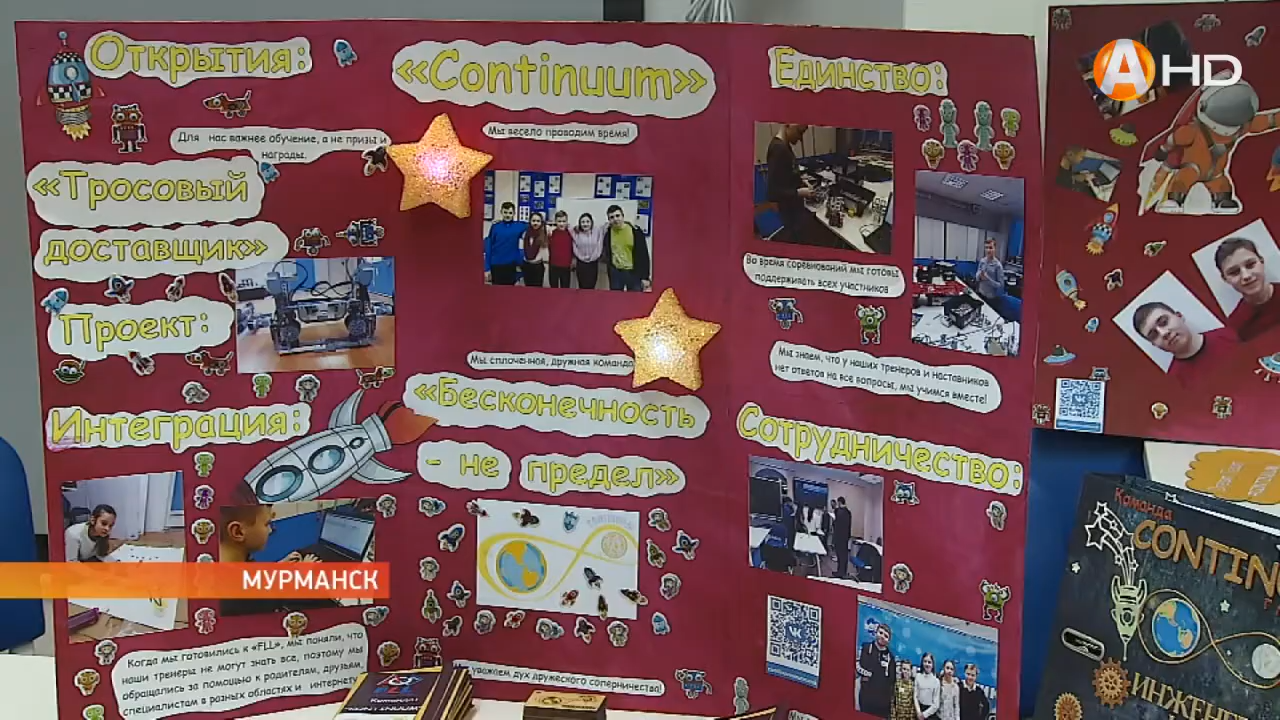 Открытия:
«Continuum»
Единство:
АHD
Для нас важнее обучение, а не призы и
награды.
Мы весело проводим время!
«Тросовый
доставщик»
Проект:
Во время соревнований мы готовы
поддерживать всех участников
Мы сплоченная, дружная команда
Мы знаем, что у наших тренеров и наставников
нет ответов на все вопросы, мы учимся вместе!
«Бесконечность
- не предел»
Интеграция:
Сотрудничество:
МУРМАНСК
Когда мы готовились к «FLL», мы поняли, что
наши тренеры не могут знать все, поэтому мы
обращались за помощью к родителям, друзьям,
специалистам в разных областях и интернету
уважаем дух дружеского соперничества!
FLL
Команда
CONTIN
ИНЖЕН